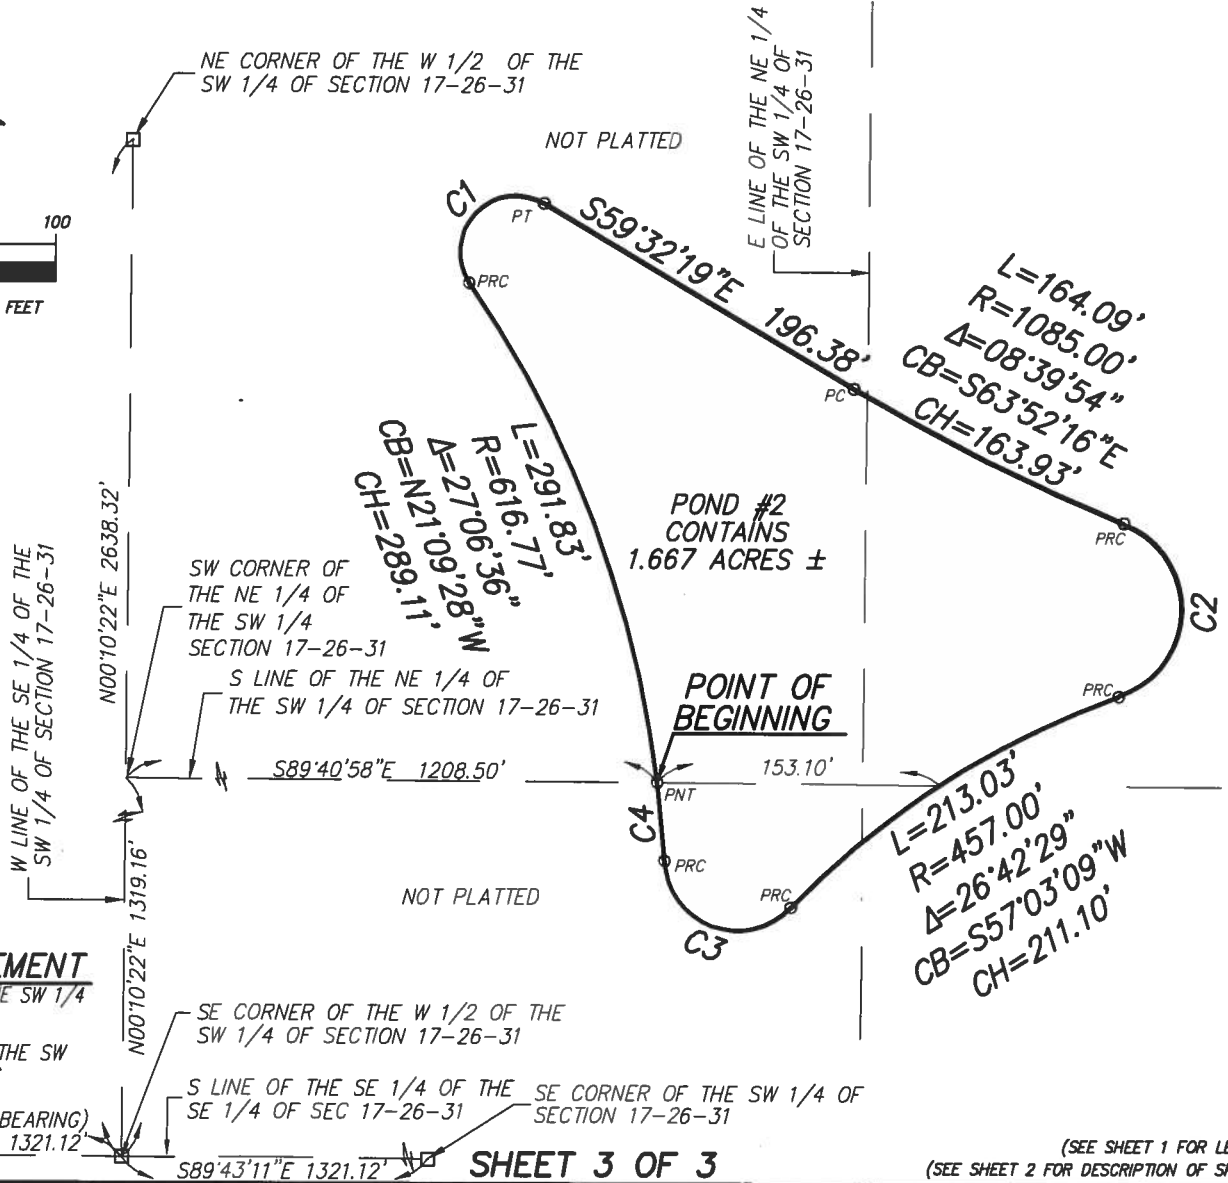 NE CORNER OF THE W 1/2 OF THE
SW 1/4 OF SECTION 17-26-31
NOT PLATTED
E LINE OF THE NE 1/4
OF THE SW 1/4 OF
SECTION 17-26-31
100
FEET
C1
PT
PRC
S59°32'19"E 196.38'
PC
L=164.09'
R=1085.00'
Δ=08°39'54"
CB=S63°52'16"E
CH=163.93'
PRC
C2
PRC
L=291.83'
R=616.77'
Δ=27°06'36"
CB=N21°09'28"W
CH=289.11'
POND #2
CONTAINS
1.667 ACRES ±
N00°10'22"E 2638.32'
W LINE OF THE SE 1/4 OF THE
SW 1/4 OF SECTION 17-26-31
SW CORNER OF
THE NE 1/4 OF
THE SW 1/4
SECTION 17-26-31
S LINE OF THE NE 1/4 OF
THE SW 1/4 OF SECTION 17-26-31
POINT OF
BEGINNING
S89°40'58"E 1208.50'
153.10'
PNT
C4
PRC
C3
PRC
L=213.03'
R=457.00'
Δ=26°42'29"
CB=S57°03'09"W
CH=211.10'
NOT PLATTED
N00°10'22"E 1319.16'
EMENT
E SW 1/4
THE SW
BEARING)
1321.12'
SE CORNER OF THE W 1/2 OF THE
SW 1/4 OF SECTION 17-26-31
S LINE OF THE SE 1/4 OF THE
SE 1/4 OF SEC 17-26-31
SE CORNER OF THE SW 1/4 OF
SECTION 17-26-31
S89°43'11"E 1321.12'
SHEET 3 OF 3
(SEE SHEET 1 FOR LE
(SEE SHEET 2 FOR DESCRIPTION OF S